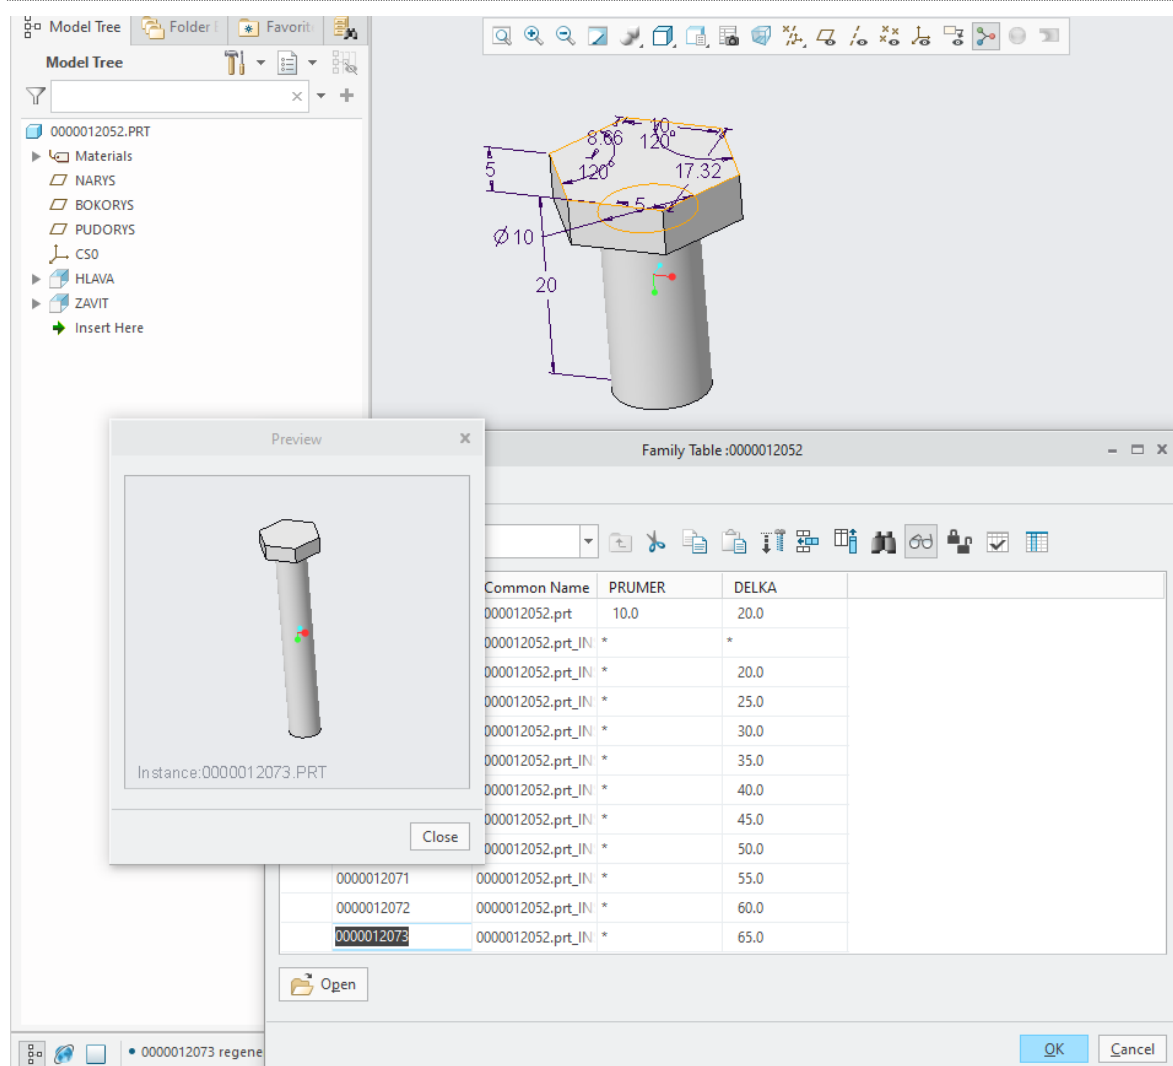 Model Tree
Folder
Favorit
Model Tree
0000012052.PRT
Materials
NARYS
BOKORYS
PUDORYS
CS0
HLAVA
ZAVIT
Insert Here
10
8.66
120°
5
120°
17.32
5
Ø10
20
Preview
Instance:0000012073.PRT
Close
Family Table :0000012052
Common Name PRUMER DELKA
000012052.prt 10.0 20.0
000012052.prt_IN * *
000012052.prt_IN * 20.0
000012052.prt_IN * 25.0
000012052.prt_IN * 30.0
000012052.prt_IN * 35.0
000012052.prt_IN * 40.0
000012052.prt_IN * 45.0
000012052.prt_IN * 50.0
0000012071 0000012052.prt_IN * 55.0
0000012072 0000012052.prt_IN * 60.0
0000012073 0000012052.prt_IN * 65.0
Open
OK Cancel
0000012073 regene